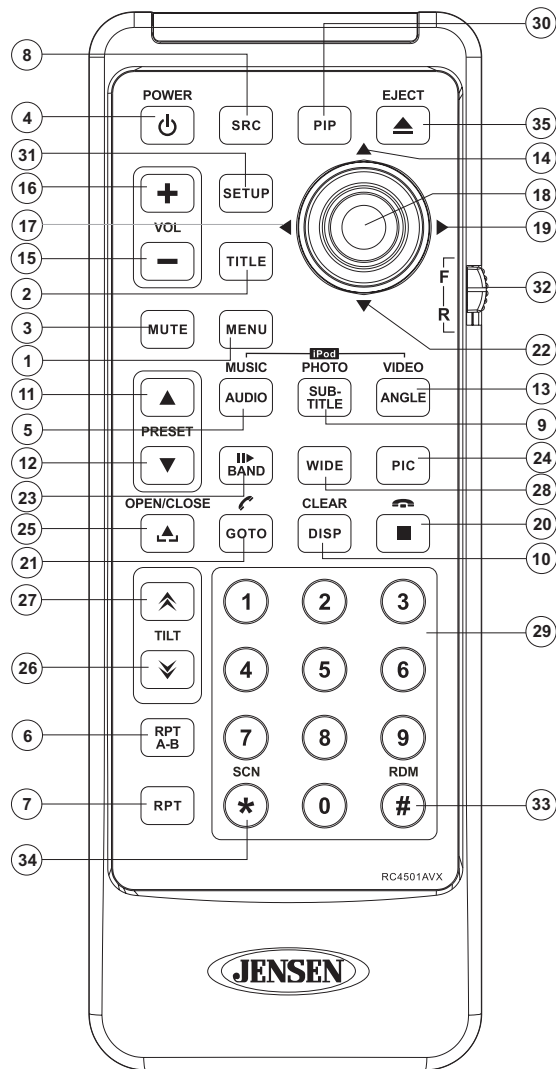 30
8
POWER
EJECT
4
SRC
PIP
35
14
31
16
SETUP
18
17
VOL
19
15
TITLE
F
R
32
2
3
MUTE
MENU
22
1
iPod
MUSIC
PHOTO
VIDEO
11
AUDIO
SUB-
TITLE
ANGLE
13
5
PRESET
9
12
BAND
WIDE
PIC
24
23
28
OPEN/CLOSE
CLEAR
25
GOTO
DISP
20
21
10
27
1
2
3
TILT
29
26
4
5
6
6
RPT
A-B
7
8
9
SCN
RDM
7
RPT
*
0
#
33
34
RC4501AVX
JENSEN